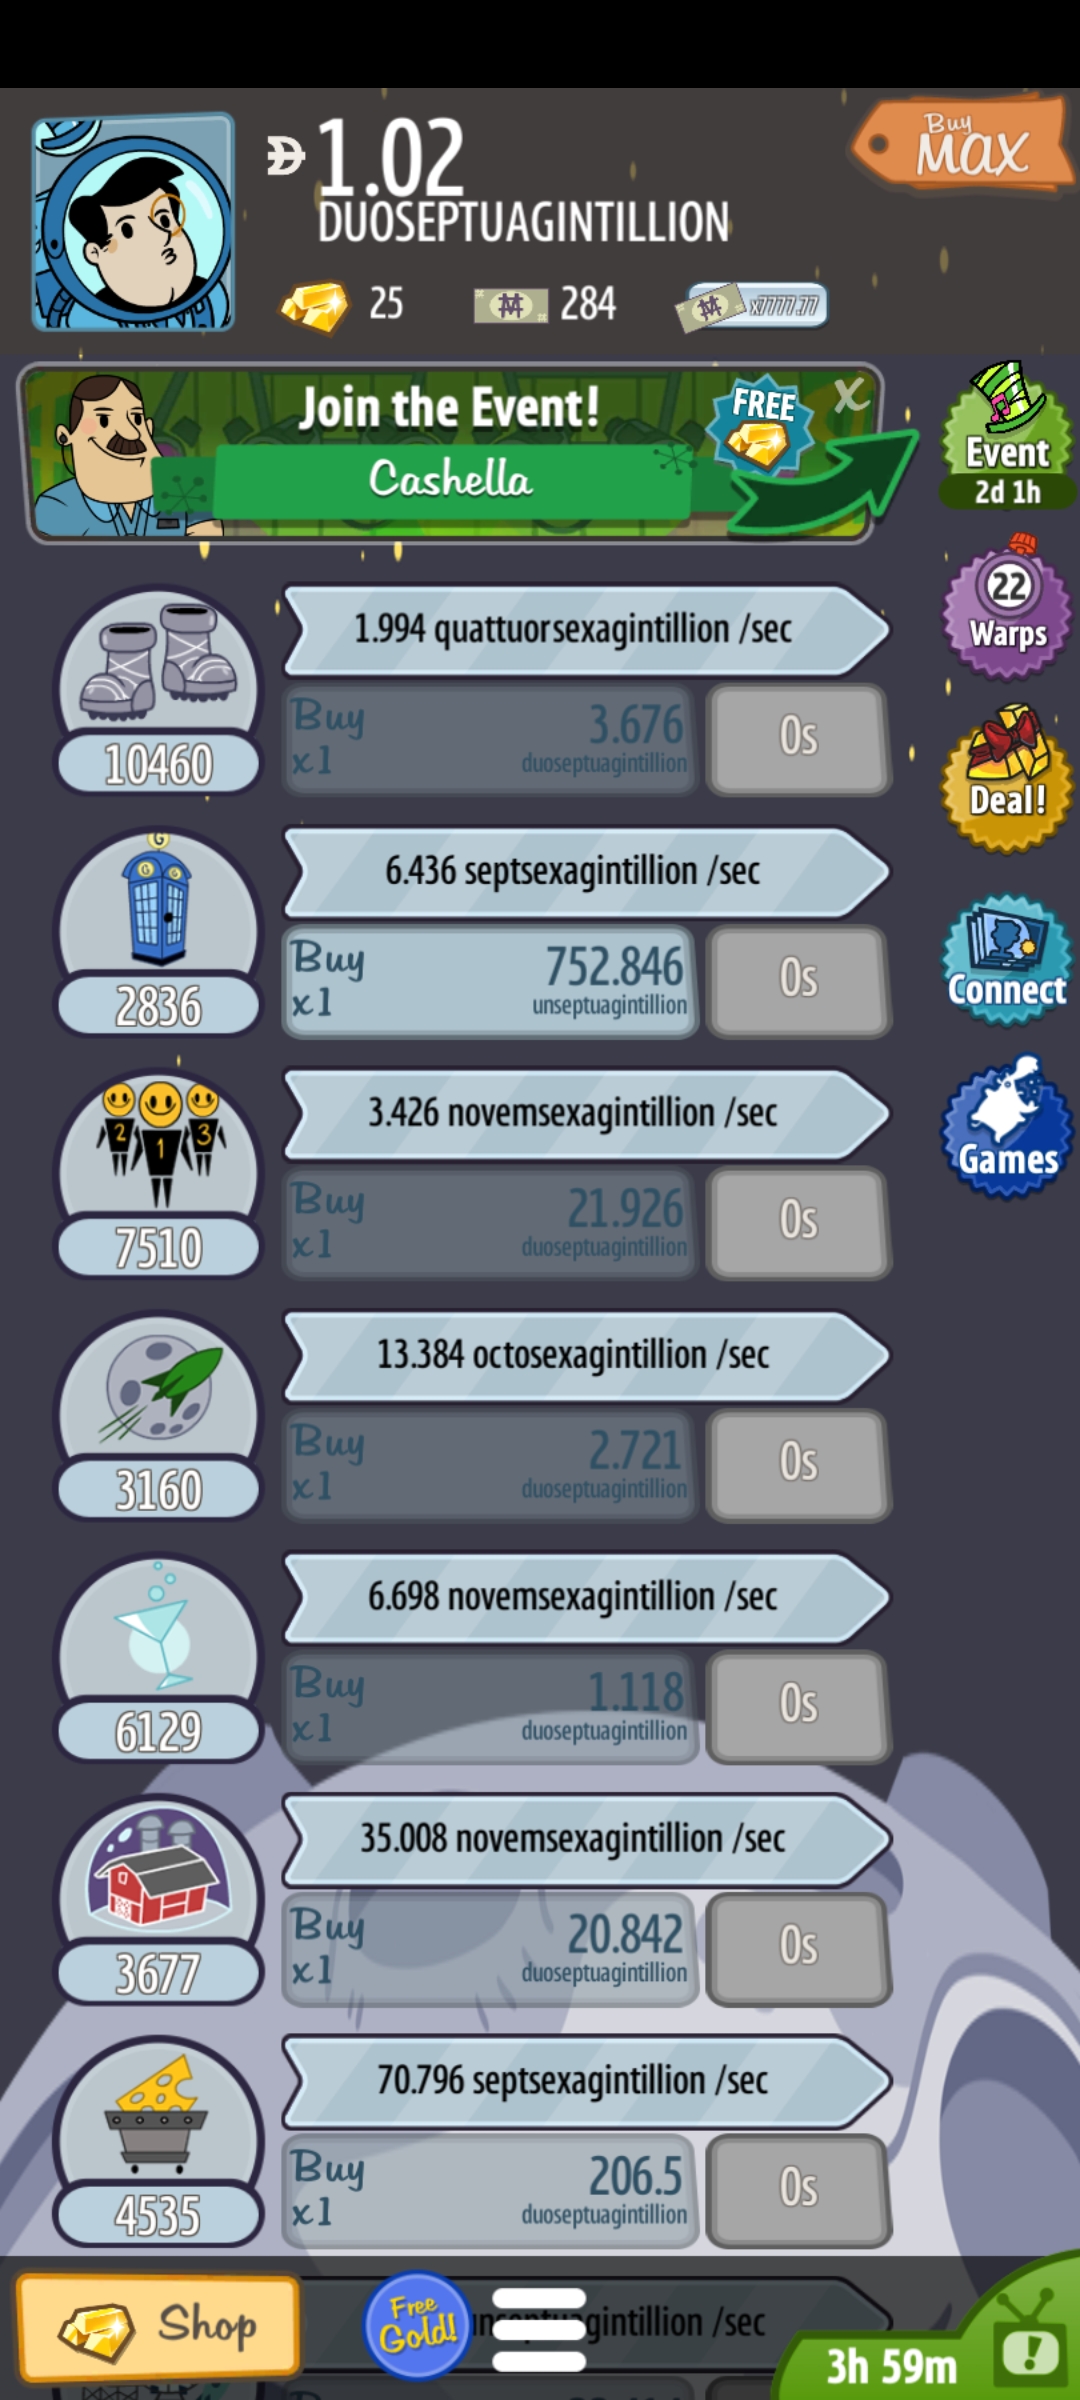 1.02
DUOSEPTUAGINTILLION
Buy
MAX
25
284
x7777.77
Join the Event!
FREE
X
Cashella
Event
2d 1h
22
Warps
Deal!
Connect
Games
1.994 quattuorsexagintillion /sec
Buy
x1
3.676
duoseptuagintillion
0s
10460
G
G G
6.436 septsexagintillion /sec
Buy
x1
752.846
unseptuagintillion
0s
2836
2 1 3
3.426 novemsexagintillion /sec
Buy
x1
21.926
duoseptuagintillion
0s
7510
13.384 octosexagintillion /sec
Buy
x1
2.721
duoseptuagintillion
0s
3160
6.698 novemsexagintillion /sec
Buy
x1
1.118
duoseptuagintillion
0s
6129
35.008 novemsexagintillion /sec
Buy
x1
20.842
duoseptuagintillion
0s
3677
70.796 septsexagintillion /sec
Buy
x1
206.5
duoseptuagintillion
0s
4535
Shop
Free
Gold!
/sec
3h 59m
!
Buy